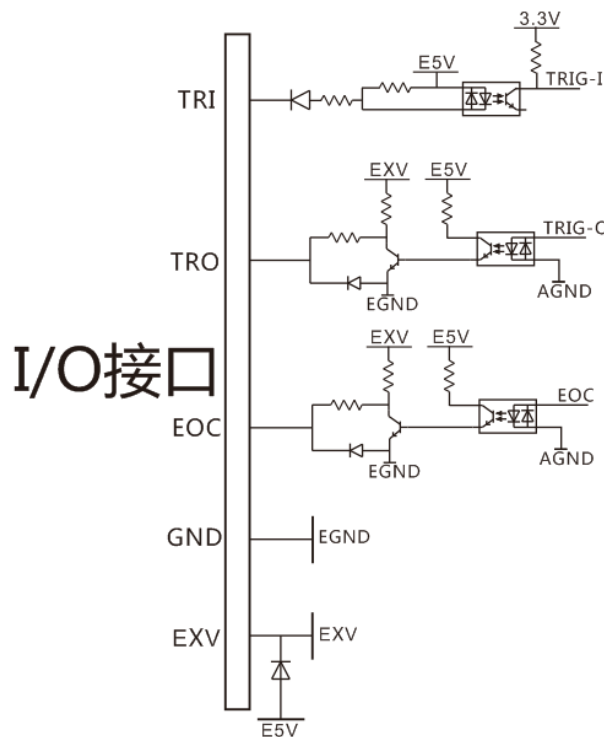 3.3V
E5V
TRIG-I
TRI
EXV
E5V
TRIG-O
TRO
AGND
EGND
EXV
E5V
I/O接口
EOC
EOC
AGND
EGND
GND
EGND
EXV
EXV
E5V